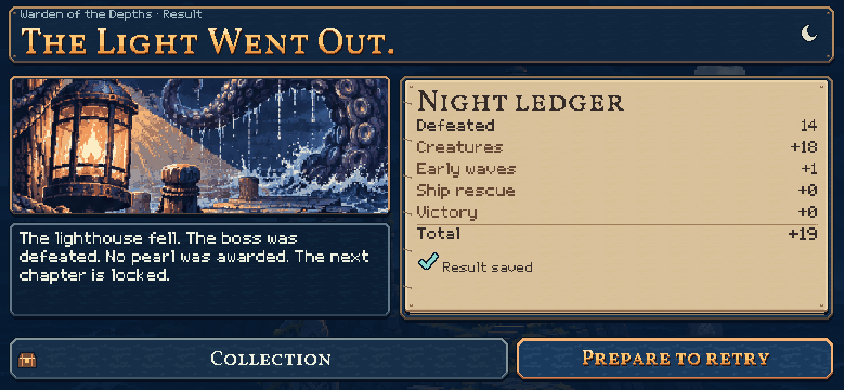 Warden of the Depths · Result
The Light Went Out.
The lighthouse fell. The boss was
defeated. No pearl was awarded. The next
chapter is locked.
Night ledger
Defeated 14
Creatures +18
Early waves +1
Ship rescue +0
Victory +0
Total +19
Result saved
Collection
Prepare to retry